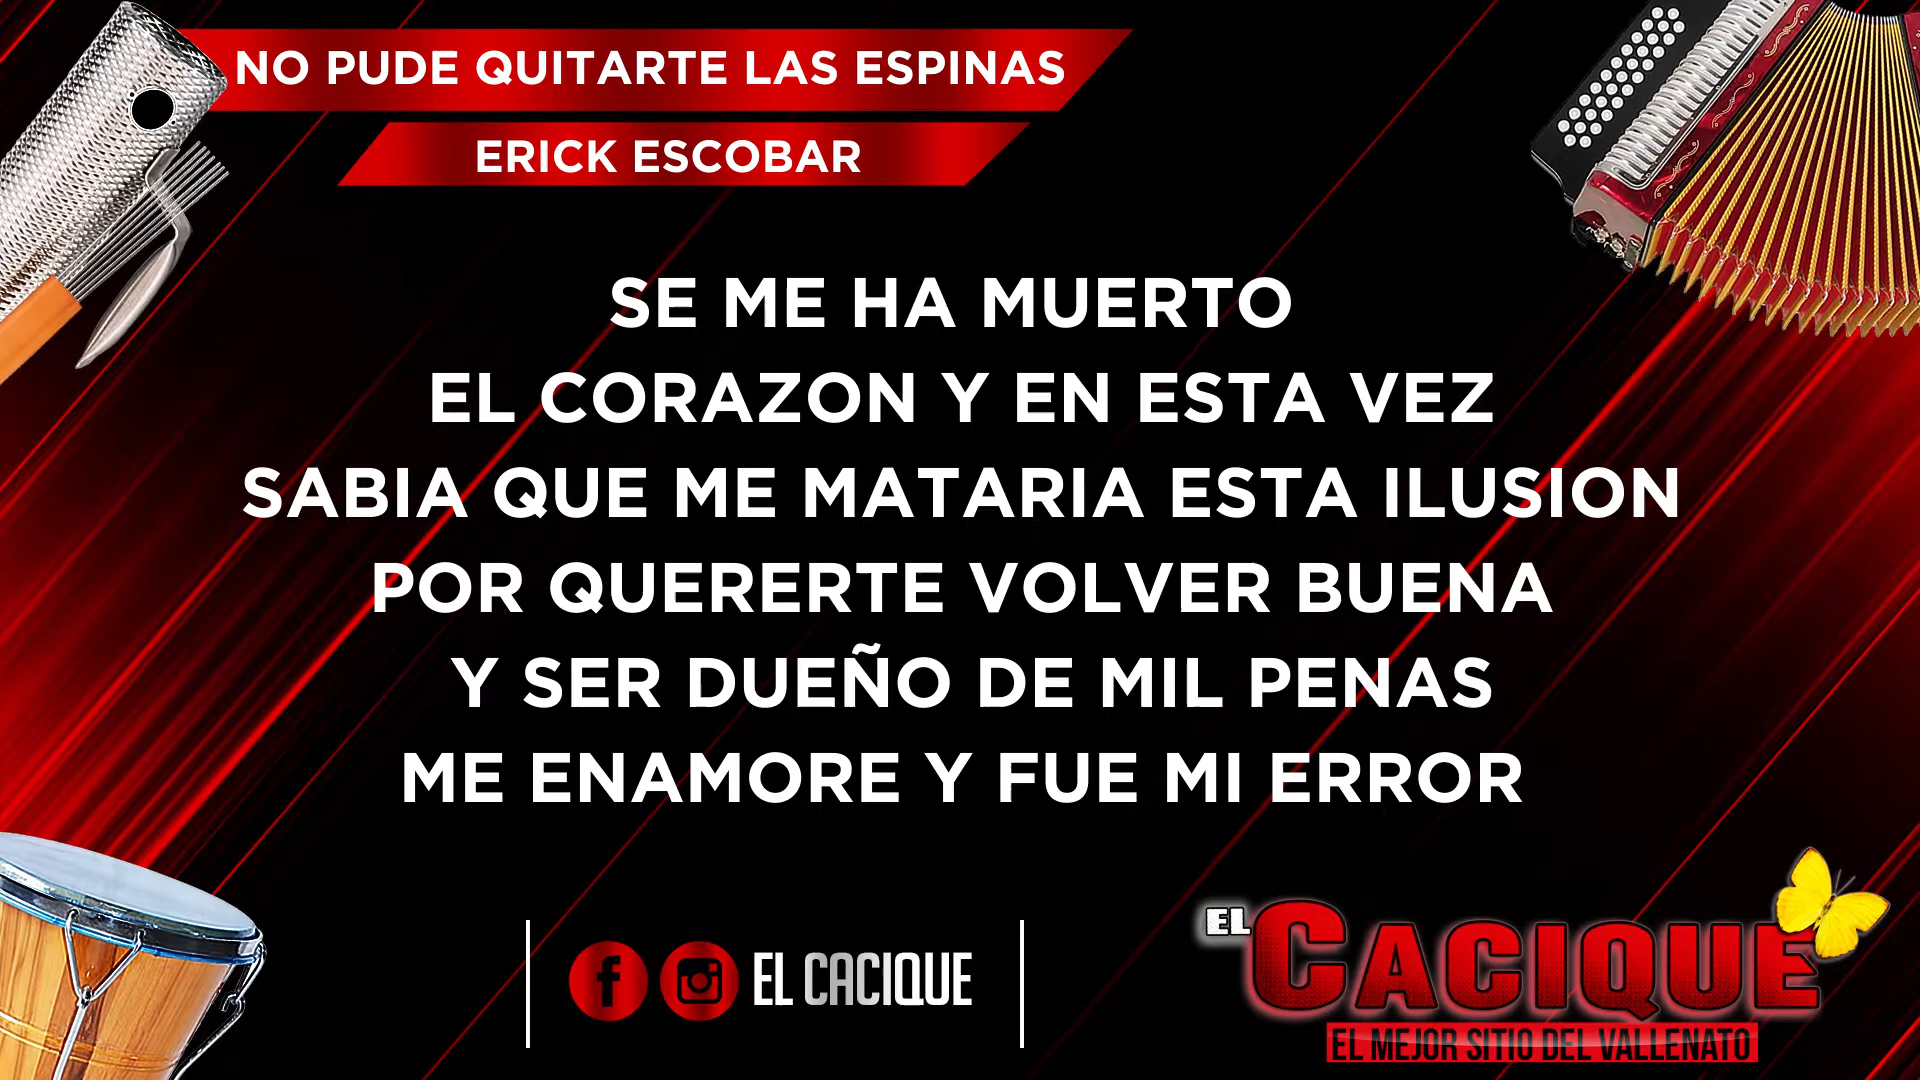 NO PUDE QUITARTE LAS ESPINAS
ERICK ESCOBAR
SE ME HA MUERTO
EL CORAZON Y EN ESTA VEZ
SABIA QUE ME MATARIA ESTA ILUSION
POR QUERERTE VOLVER BUENA
Y SER DUEÑO DE MIL PENAS
ME ENAMORE Y FUE MI ERROR
EL CACIQUE
EL CACIQUE
EL MEJOR SITIO DEL VALLENATO